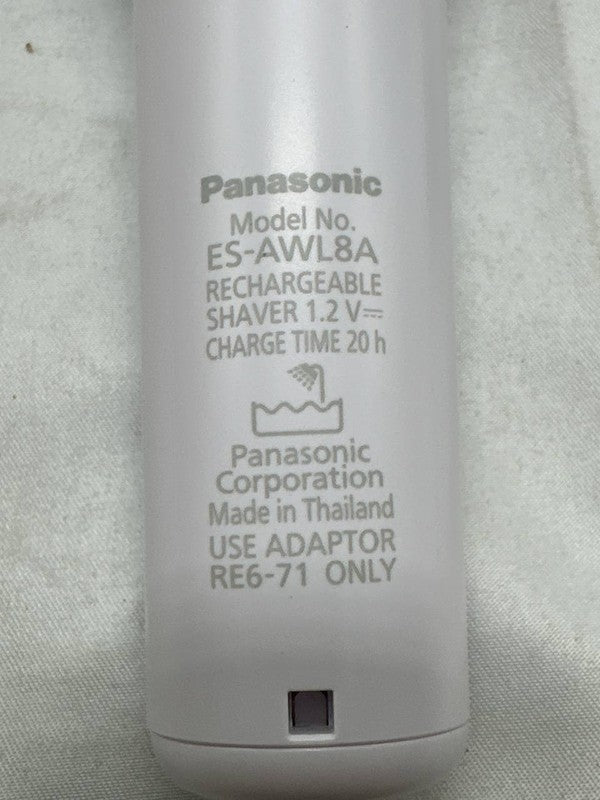 Panasonic
Model No.
ES-AWL8A
RECHARGEABLE
SHAVER 1.2 V⎓
CHARGE TIME 20 h
Panasonic
Corporation
Made in Thailand
USE ADAPTOR
RE6-71 ONLY